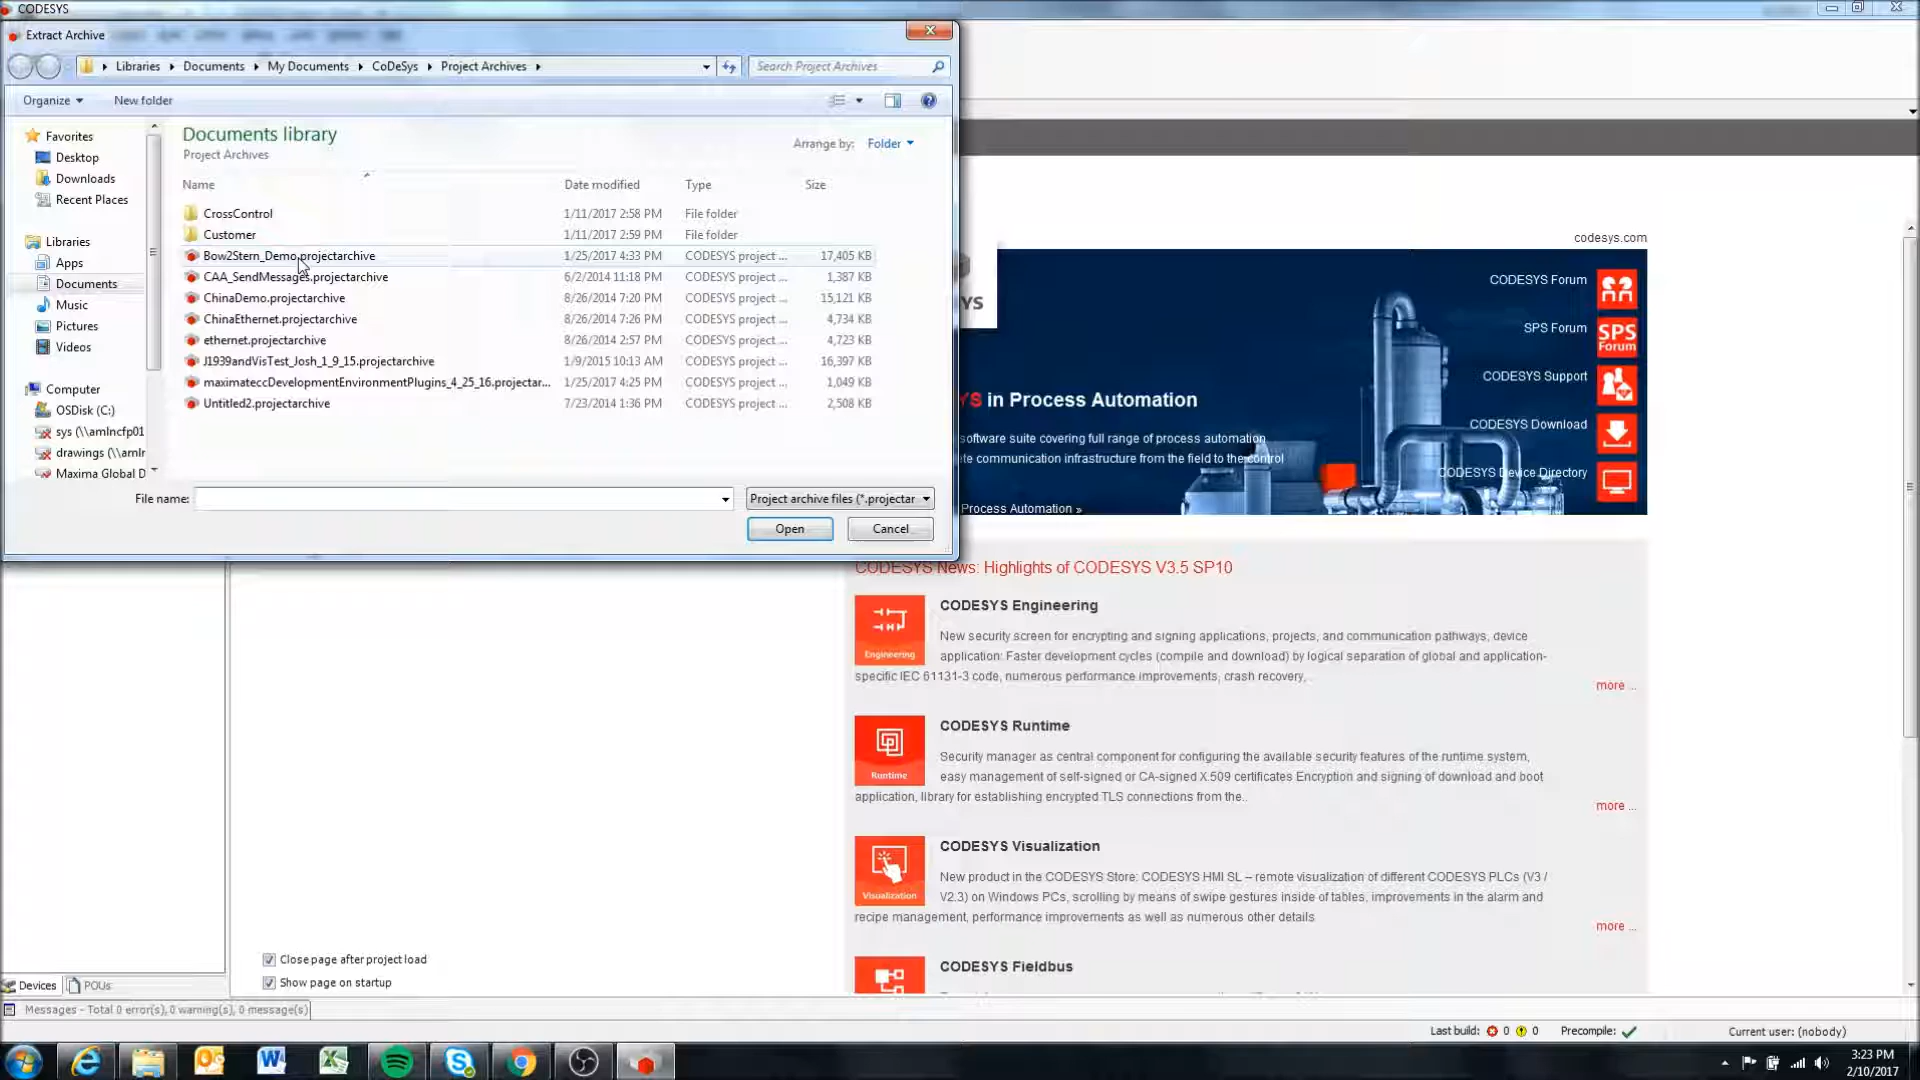 CODESYS
Extract Archive
Libraries Documents My Documents CoDeSys Project Archives
Search Project Archives
Organize New folder
Documents library
Project Archives
Arrange by: Folder
Name Date modified Type Size
CrossControl 1/11/2017 2:58 PM File folder
Customer 1/11/2017 2:59 PM File folder
Bow2Stern_Demo.projectarchive 1/25/2017 4:33 PM CODESYS project ... 17,405 KB
CAA_SendMessages.projectarchive 6/2/2014 11:18 PM CODESYS project ... 1,387 KB
ChinaDemo.projectarchive 8/26/2014 7:20 PM CODESYS project ... 15,121 KB
ChinaEthernet.projectarchive 8/26/2014 7:26 PM CODESYS project ... 4,734 KB
ethernet.projectarchive 8/26/2014 2:57 PM CODESYS project ... 4,723 KB
J1939andVisTest_Josh_1_9_15.projectarchive 1/9/2015 10:13 AM CODESYS project ... 16,397 KB
maximateccDevelopmentEnvironmentPlugins_4_25_16.projectar... 1/25/2017 4:25 PM CODESYS project ... 1,049 KB
Untitled2.projectarchive 7/23/2014 1:36 PM CODESYS project ... 2,508 KB
Favorites
Desktop
Downloads
Recent Places
Libraries
Apps
Documents
Music
Pictures
Videos
Computer
OSDisk (C:)
sys (\\amlncfp01
drawings (\\amlr
Maxima Global D
File name:
Project archive files (*.projectar
Open Cancel
codesys.com
YS
CODESYS Forum
SPS Forum
SPS
Forum
CODESYS Support
CODESYS Download
CODESYS Device Directory
YS in Process Automation
software suite covering full range of process automation
te communication infrastructure from the field to the control
Process Automation »
CODESYS News: Highlights of CODESYS V3.5 SP10
Engineering
CODESYS Engineering
New security screen for encrypting and signing applications, projects, and communication pathways, device
application: Faster development cycles (compile and download) by logical separation of global and application-
specific IEC 61131-3 code, numerous performance improvements, crash recovery,
more ...
Runtime
CODESYS Runtime
Security manager as central component for configuring the available security features of the runtime system,
easy management of self-signed or CA-signed X.509 certificates Encryption and signing of download and boot
application, library for establishing encrypted TLS connections from the..
more ...
Visualization
CODESYS Visualization
New product in the CODESYS Store: CODESYS HMI SL – remote visualization of different CODESYS PLCs (V3 /
V2.3) on Windows PCs, scrolling by means of swipe gestures inside of tables, improvements in the alarm and
recipe management, performance improvements as well as numerous other details
more ...
CODESYS Fieldbus
Close page after project load
Show page on startup
Devices POUs
Messages - Total 0 error(s), 0 warning(s), 0 message(s)
Last build: 0 0 Precompile: Current user: (nobody)
3:23 PM
2/10/2017